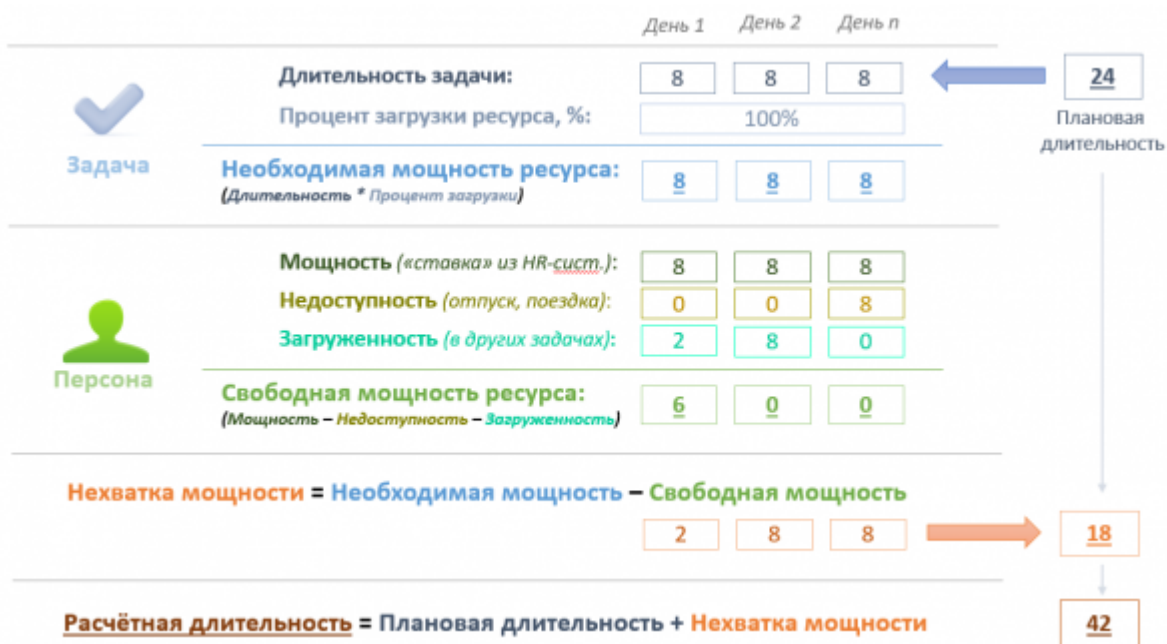 День 1 День 2 День n
Длительность задачи: 8 8 8 24
Процент загрузки ресурса, %: 100% Плановая
длительность
Задача
Необходимая мощность ресурса: 8 8 8
(Длительность * Процент загрузки)
Мощность («ставка» из HR-сист.): 8 8 8
Недоступность (отпуск, поездка): 0 0 8
Загруженность (в других задачах): 2 8 0
Персона
Свободная мощность ресурса: 6 0 0
(Мощность – Недоступность – Загруженность)
Нехватка мощности = Необходимая мощность – Свободная мощность
2 8 8 18
Расчётная длительность = Плановая длительность + Нехватка мощности 42